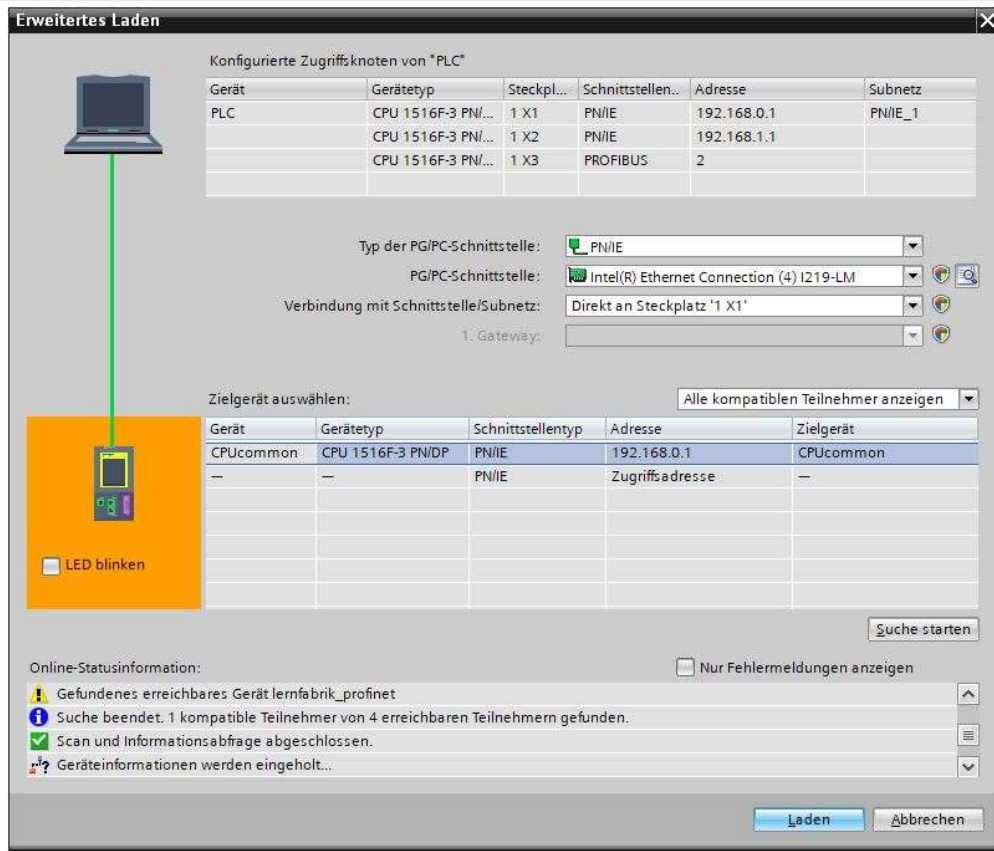 Erweitertes Laden
Konfigurierte Zugriffsknoten von "PLC"
Gerät Gerätetyp Steckpl... Schnittstellen.. Adresse Subnetz
PLC CPU 1516F-3 PN/... 1 X1 PN/IE 192.168.0.1 PN/IE_1
CPU 1516F-3 PN/... 1 X2 PN/IE 192.168.1.1
CPU 1516F-3 PN/... 1 X3 PROFIBUS 2
Typ der PG/PC-Schnittstelle: PN/IE
PG/PC-Schnittstelle: Intel(R) Ethernet Connection (4) I219-LM
Verbindung mit Schnittstelle/Subnetz: Direkt an Steckplatz '1 X1'
1. Gateway:
Zielgerät auswählen: Alle kompatiblen Teilnehmer anzeigen
Gerät Gerätetyp Schnittstellentyp Adresse Zielgerät
CPUcommon CPU 1516F-3 PN/DP PN/IE 192.168.0.1 CPUcommon
— — PN/IE Zugriffsadresse —
LED blinken
Suche starten
Online-Statusinformation: Nur Fehlermeldungen anzeigen
Gefundenes erreichbares Gerät lernfabrik_profinet
Suche beendet. 1 kompatible Teilnehmer von 4 erreichbaren Teilnehmern gefunden.
Scan und Informationsabfrage abgeschlossen.
Geräteinformationen werden eingeholt...
Laden Abbrechen